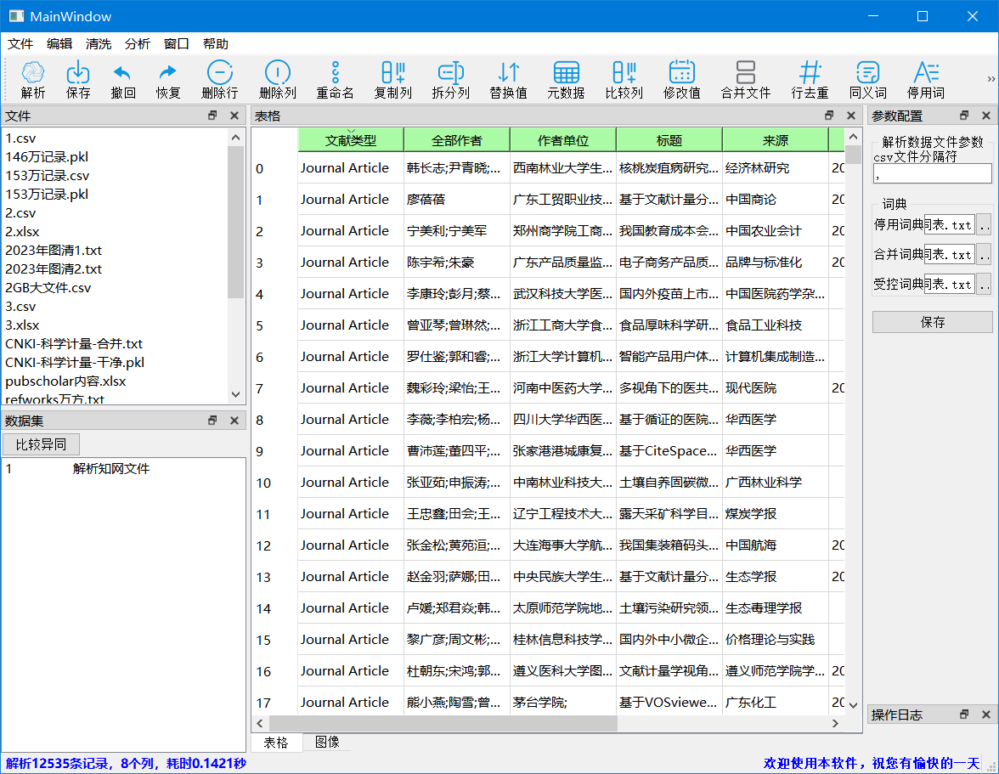 MainWindow
文件 编辑 清洗 分析 窗口 帮助
解析 保存 撤回 恢复 删除行 删除列 重命名 复制列 拆分列 替换值 元数据 比较列 修改值 合并文件 行去重 同义词 停用词
文件
1.csv
146万记录.pkl
153万记录.csv
153万记录.pkl
2.csv
2.xlsx
2023年图清1.txt
2023年图清2.txt
2GB大文件.csv
3.csv
3.xlsx
CNKI-科学计量-合并.txt
CNKI-科学计量-干净.pkl
pubscholar内容.xlsx
refworks万方.txt
数据集
比较异同
1 解析知网文件
表格
文献类型 全部作者 作者单位 标题 来源
0 Journal Article 韩长志;尹青晓;... 西南林业大学生... 核桃炭疽病研究... 经济林研究 20
1 Journal Article 廖蓓蓓 广东工贸职业技... 基于文献计量分... 中国商论 20
2 Journal Article 宁美利;宁美军 郑州商学院工商... 我国教育成本会... 中国农业会计 20
3 Journal Article 陈宇希;朱豪 广东产品质量监... 电子商务产品质... 品牌与标准化 20
4 Journal Article 李康玲;彭月;蔡... 武汉科技大学医... 国内外疫苗上市... 中国医院药学杂...
5 Journal Article 曾亚琴;曾琳然;... 浙江工商大学食... 食品厚味科学研... 食品工业科技
6 Journal Article 罗仕鉴;郭和睿;... 浙江大学计算机... 智能产品用户体... 计算机集成制造...
7 Journal Article 魏彩玲;梁怡;王... 河南中医药大学... 多视角下的医共... 现代医院 20
8 Journal Article 李薇;李柏宏;杨... 四川大学华西医... 基于循证的医院... 华西医学
9 Journal Article 曹沛莲;董四平;... 张家港港城康复... 基于CiteSpace... 华西医学
10 Journal Article 张亚茹;申振涛;... 中南林业科技大... 土壤自养固碳微... 广西林业科学
11 Journal Article 王忠鑫;田会;王... 辽宁工程技术大... 露天采矿科学目... 煤炭学报
12 Journal Article 张金松;黄苑洹;... 大连海事大学航... 我国集装箱码头... 中国航海 20
13 Journal Article 赵金羽;萨娜;田... 中央民族大学生... 基于文献计量分... 生态学报 20
14 Journal Article 卢媛;郑君焱;韩... 太原师范学院地... 土壤污染研究领... 生态毒理学报
15 Journal Article 黎广彦;周文彬;... 桂林信息科技学... 国内外中小微企... 价格理论与实践
16 Journal Article 杜朝东;宋鸿;郭... 遵义医科大学图... 文献计量学视角... 遵义师范学院学... 20
17 Journal Article 熊小燕;陶雪;曾... 茅台学院; 基于VOSviewe... 广东化工 20
表格 图像
参数配置
解析数据文件参数
csv文件分隔符
,
词典
停用词典 词表.txt ..
合并词典 词表.txt ..
受控词典 词表.txt ..
保存
操作日志
解析12535条记录，8个列，耗时0.1421秒
欢迎使用本软件，祝您有愉快的一天